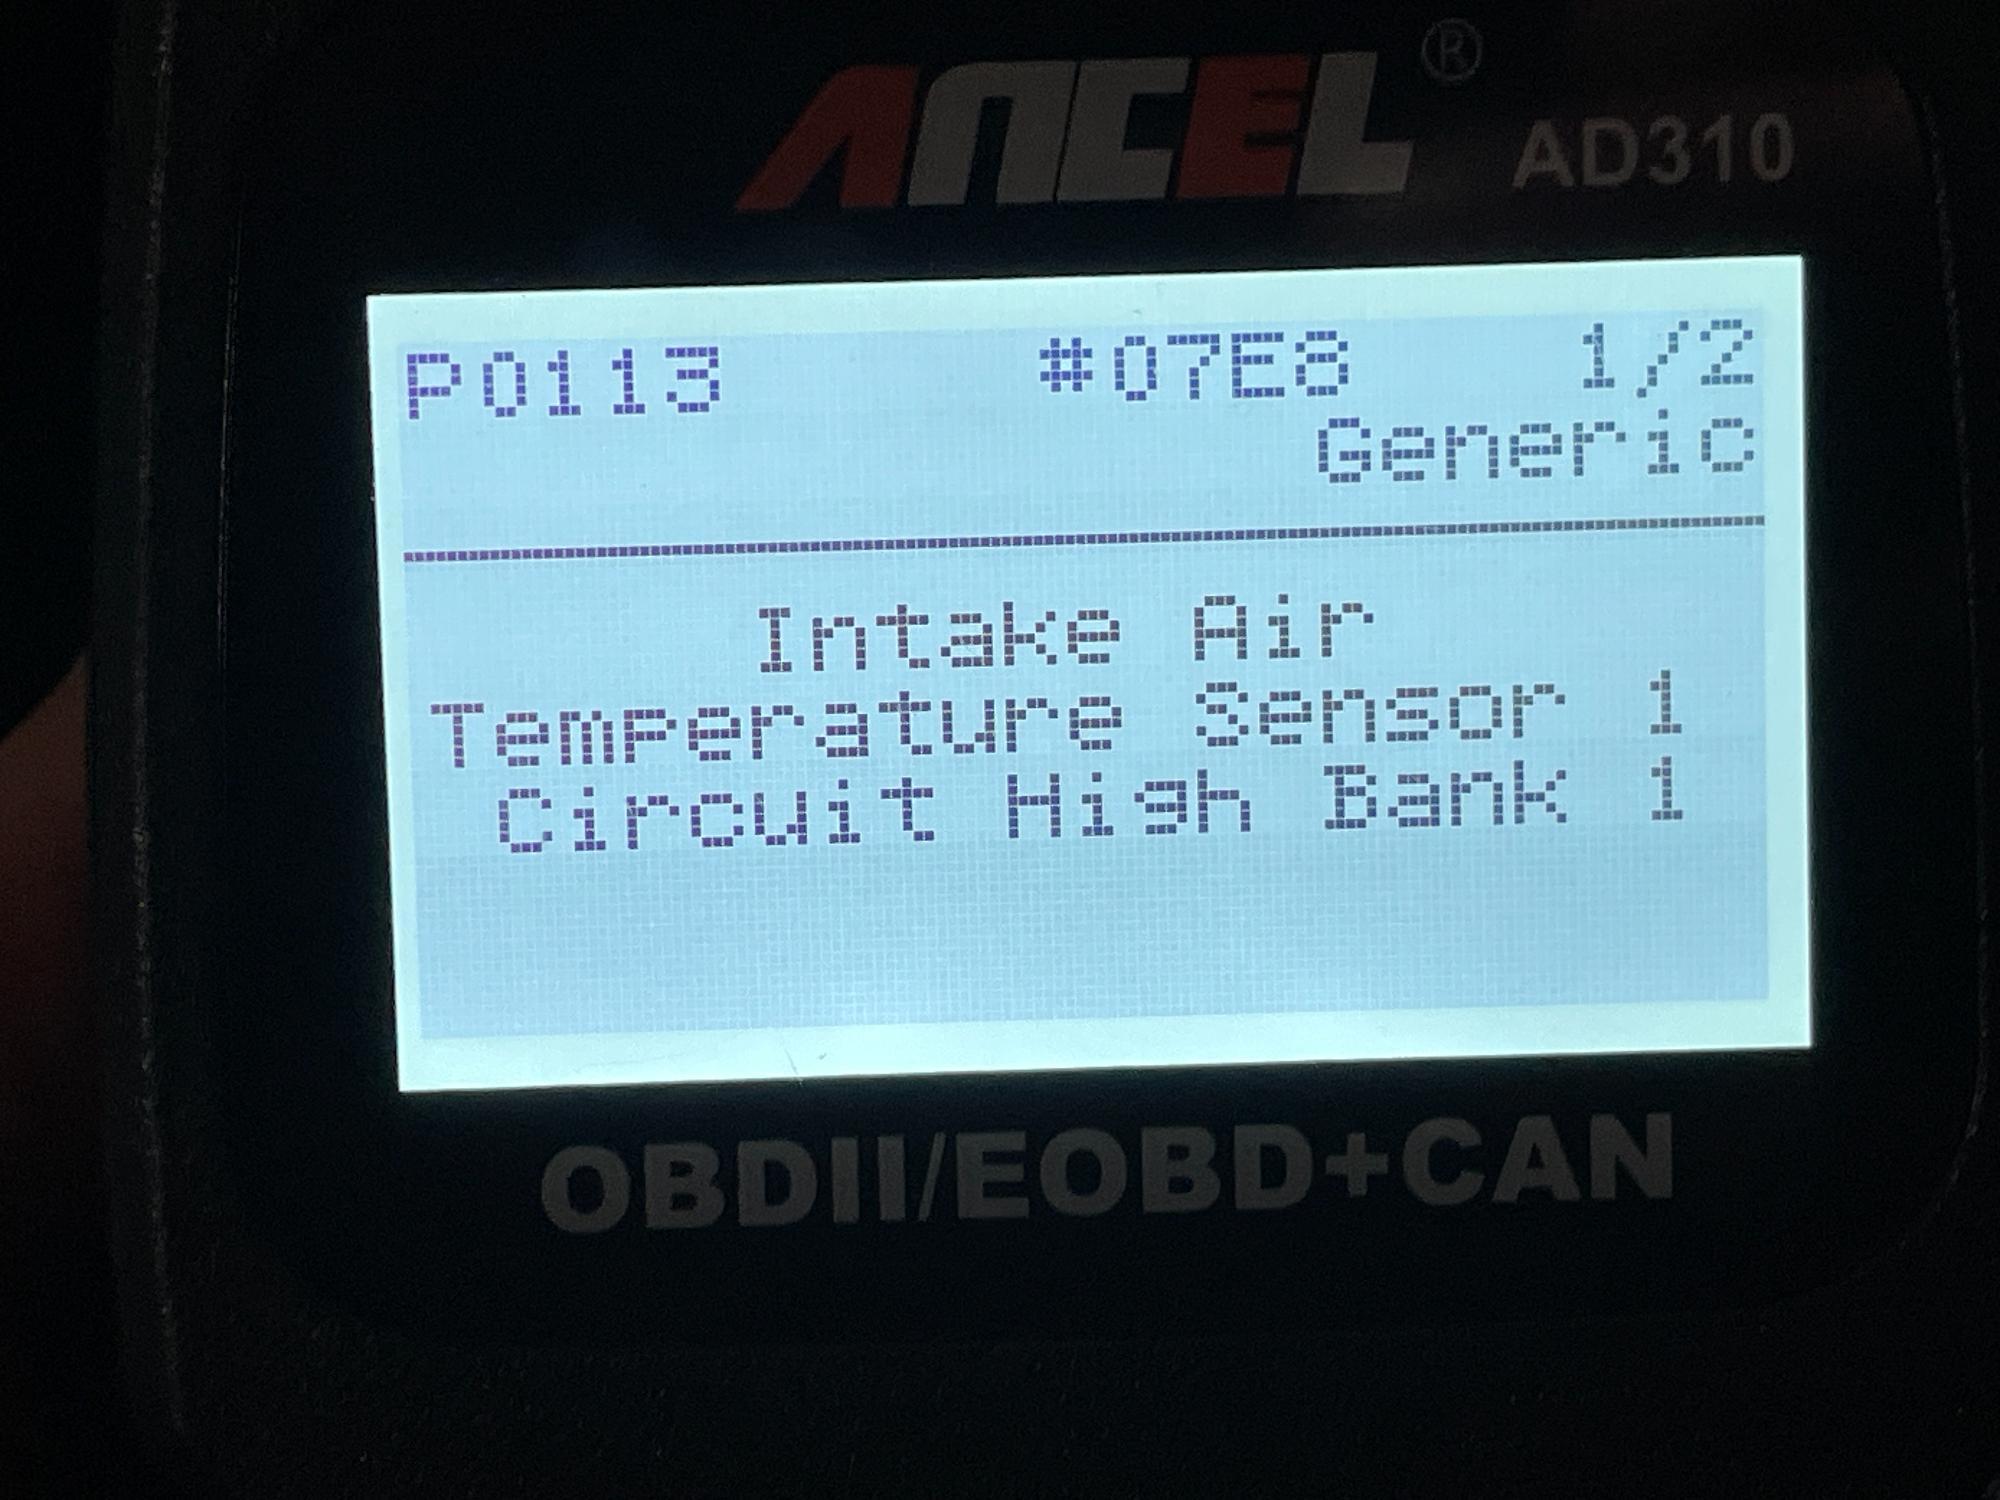 ANCEL ®
AD310
P0113 #07E8 1/2
Generic
Intake Air
Temperature Sensor 1
Circuit High Bank 1
OBDII/EOBD+CAN